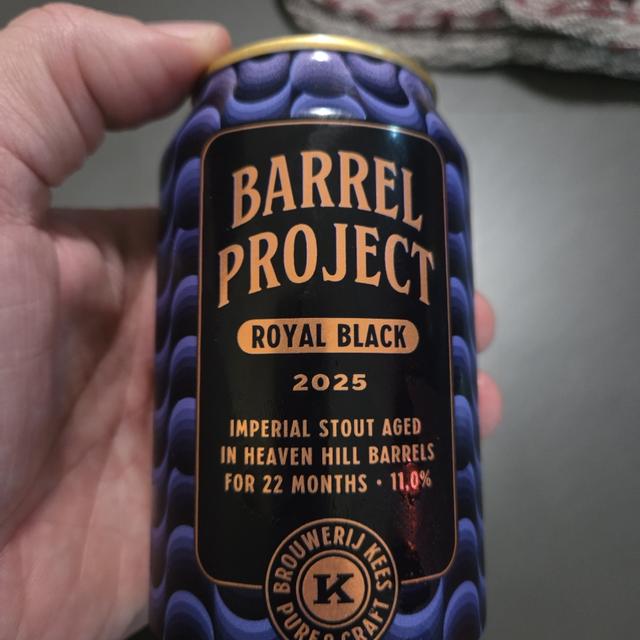 BARREL
PROJECT
ROYAL BLACK
2025
IMPERIAL STOUT AGED
IN HEAVEN HILL BARRELS
FOR 22 MONTHS · 11.0%
BROUWERIJ KEES
K
PURE & CRAFT